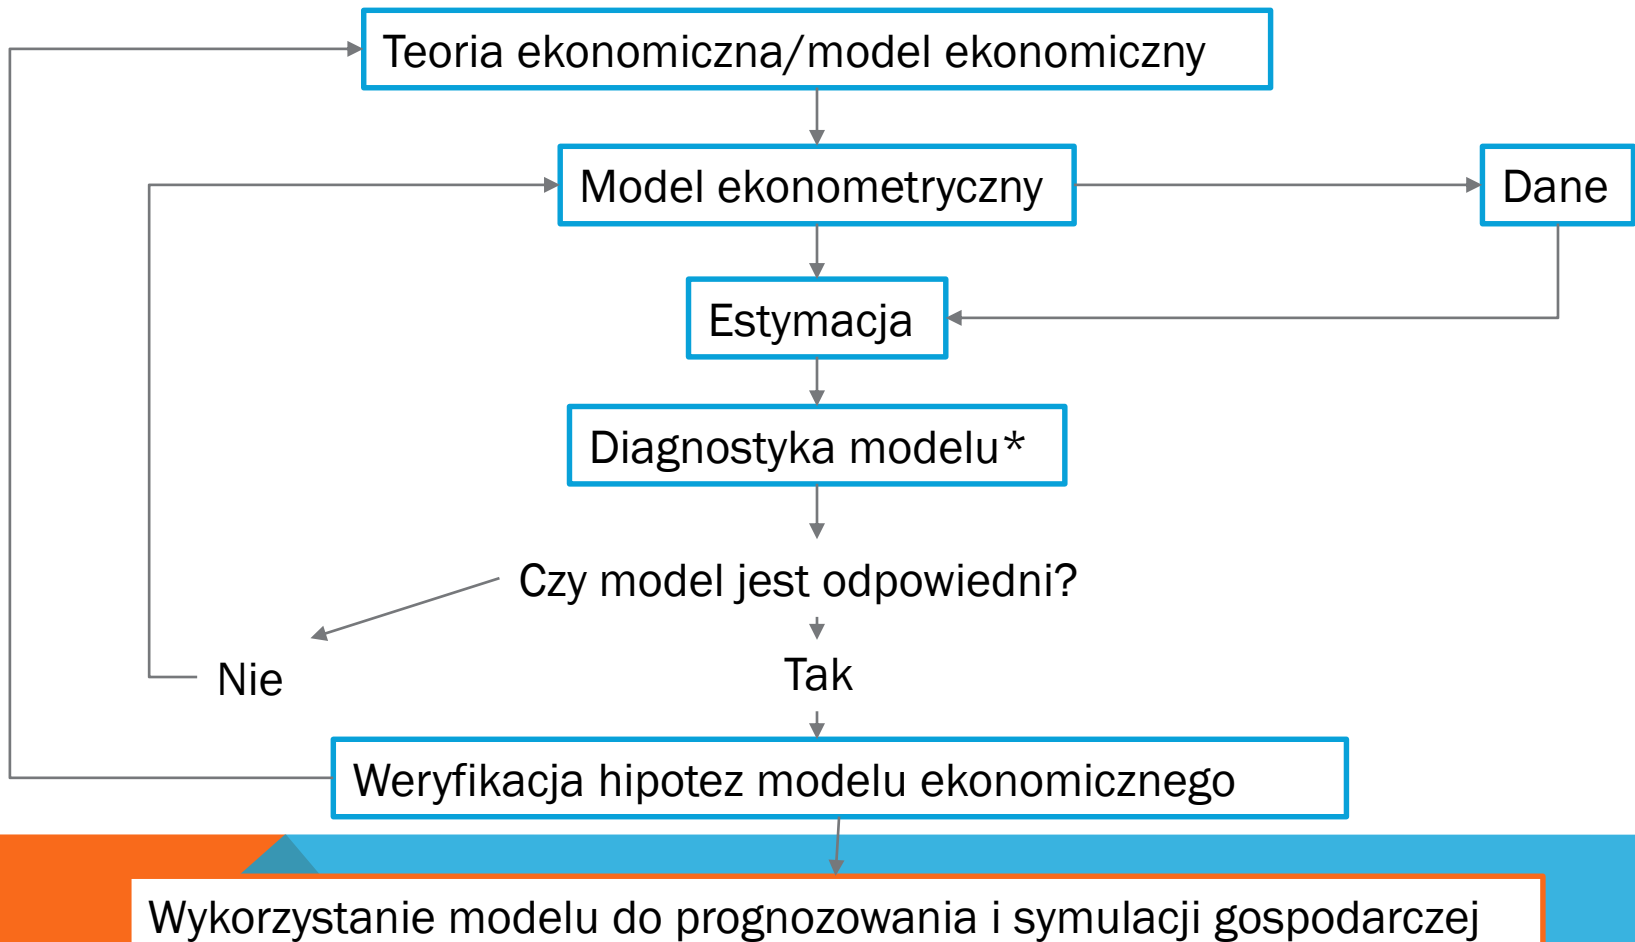 Teoria ekonomiczna/model ekonomiczny
Model ekonometryczny
Dane
Estymacja
Diagnostyka modelu*
Czy model jest odpowiedni?
Nie
Tak
Weryfikacja hipotez modelu ekonomicznego
Wykorzystanie modelu do prognozowania i symulacji gospodarczej